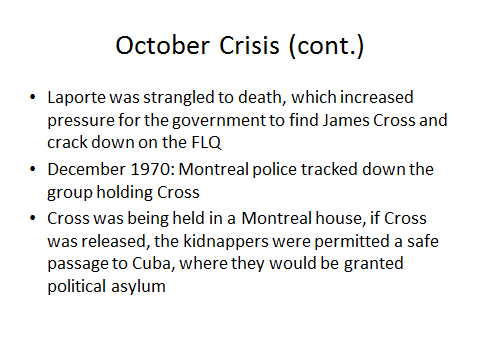 October Crisis (cont.)
• Laporte was strangled to death, which increased
pressure for the government to find James Cross and
crack down on the FLQ
• December 1970: Montreal police tracked down the
group holding Cross
• Cross was being held in a Montreal house, if Cross
was released, the kidnappers were permitted a safe
passage to Cuba, where they would be granted
political asylum